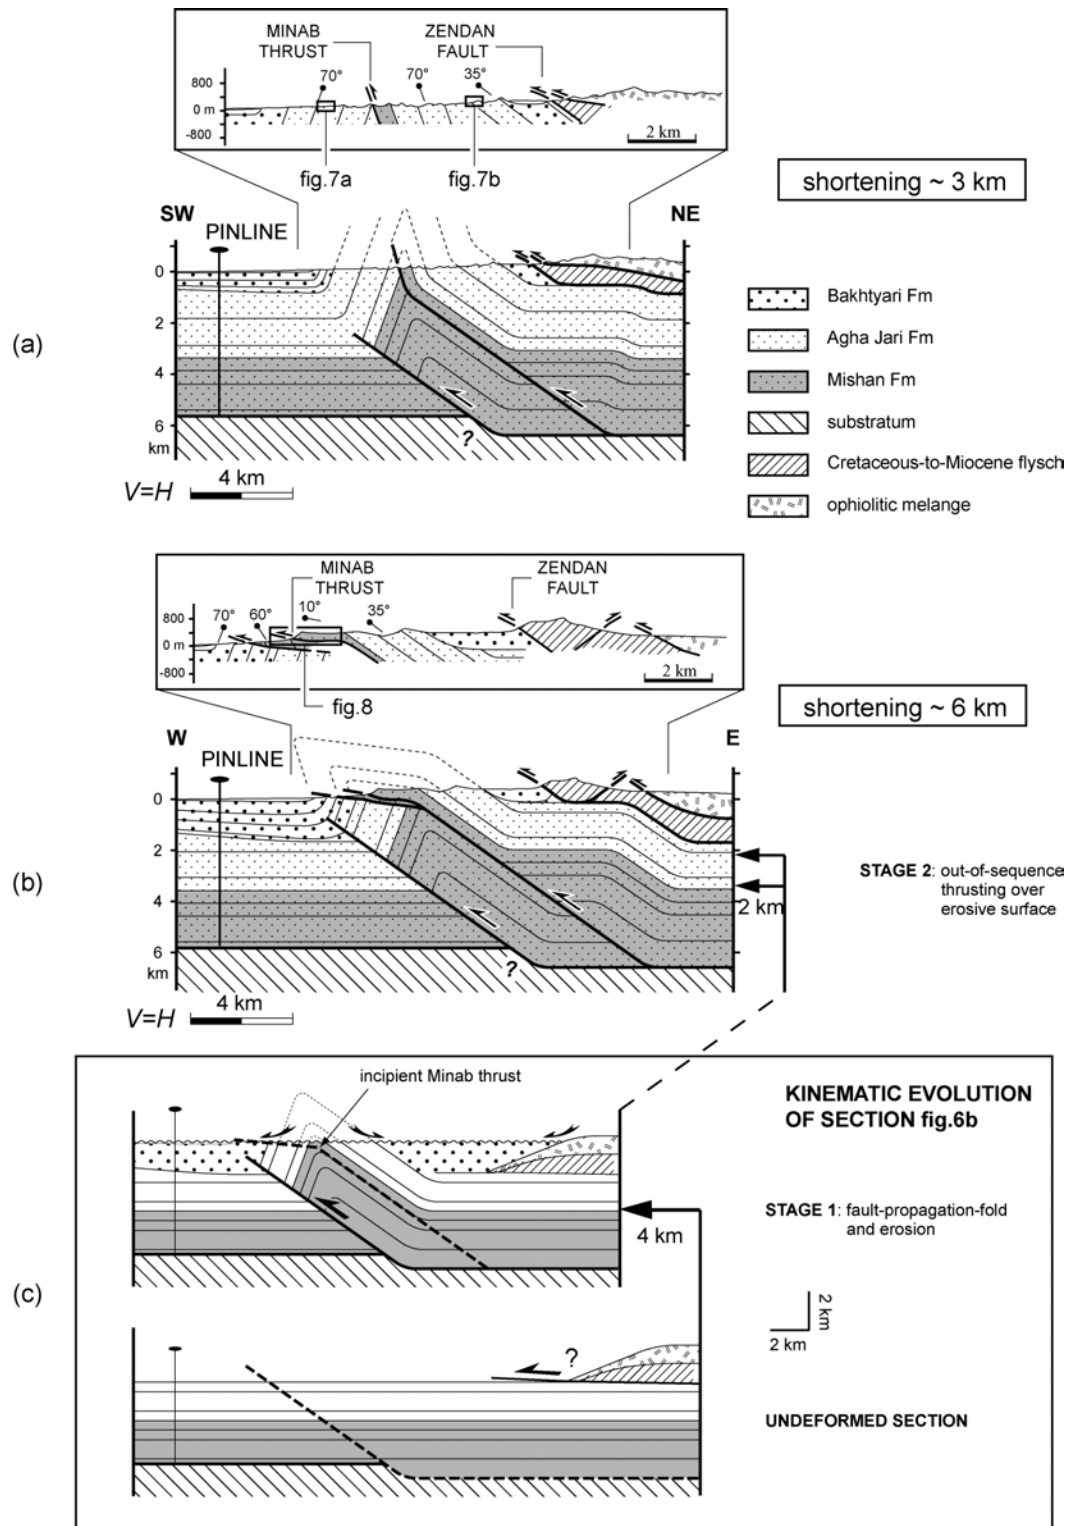 (a)
MINAB
THRUST
ZENDAN
FAULT
800
0 m
-800
70°
70°
35°
2 km
fig.7a
fig.7b
shortening ~ 3 km
SW
NE
PINLINE
0
2
4
6
km
?
V=H
4 km
Bakhtyari Fm
Agha Jari Fm
Mishan Fm
substratum
Cretaceous-to-Miocene flysch
ophiolitic melange
(b)
MINAB
THRUST
ZENDAN
FAULT
800
0 m
-800
70°
60°
10°
35°
2 km
fig.8
shortening ~ 6 km
W
E
PINLINE
0
2
4
6
km
?
2 km
STAGE 2: out-of-sequence
thrusting over
erosive surface
V=H
4 km
(c)
incipient Minab thrust
KINEMATIC EVOLUTION
OF SECTION fig.6b
4 km
STAGE 1: fault-propagation-fold
and erosion
2 km
2 km
?
UNDEFORMED SECTION